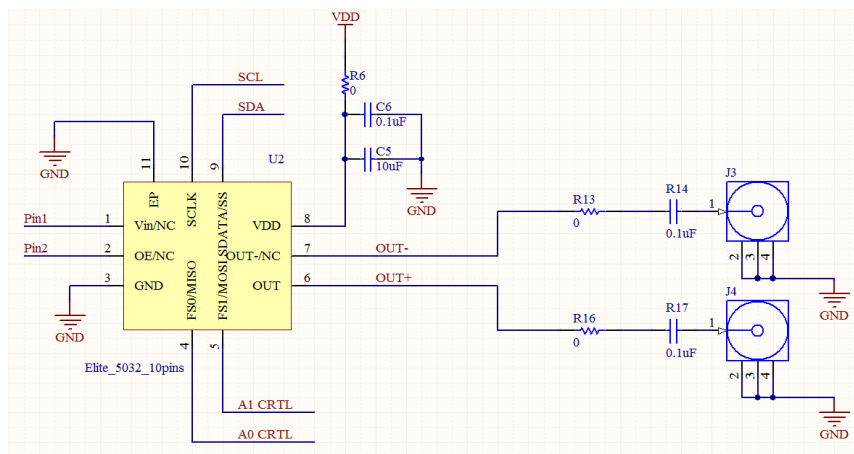 VDD
R6
0
SCL
C6
0.1uF
SDA
C5
10uF
U2
GND
11
10
9
GND
EP
SCLK
SDATA/SS
Pin1
1
Vin/NC
VDD
8
Pin2
2
OE/NC
OUT-/NC
7
OUT-
3
GND
OUT
6
OUT+
FS0/MISO
FS1/MOSI
GND
4
5
Elite_5032_10pins
A1 CRTL
A0 CRTL
J3
R13
0
R14
0.1uF
1
2
3
4
GND
J4
R16
0
R17
0.1uF
1
2
3
4
GND